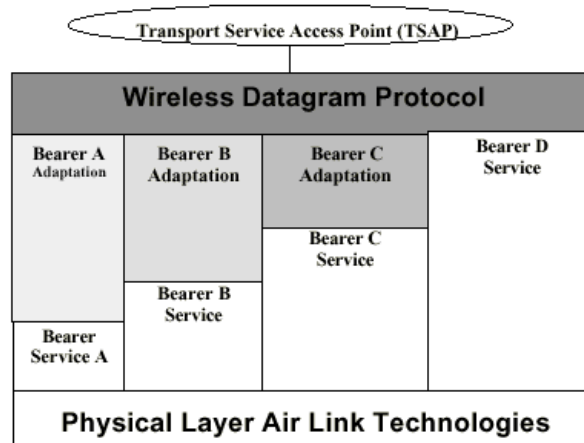 Transport Service Access Point (TSAP)
Wireless Datagram Protocol
Bearer A
Adaptation
Bearer B
Adaptation
Bearer C
Adaptation
Bearer D
Service
Bearer C
Service
Bearer B
Service
Bearer
Service A
Physical Layer Air Link Technologies